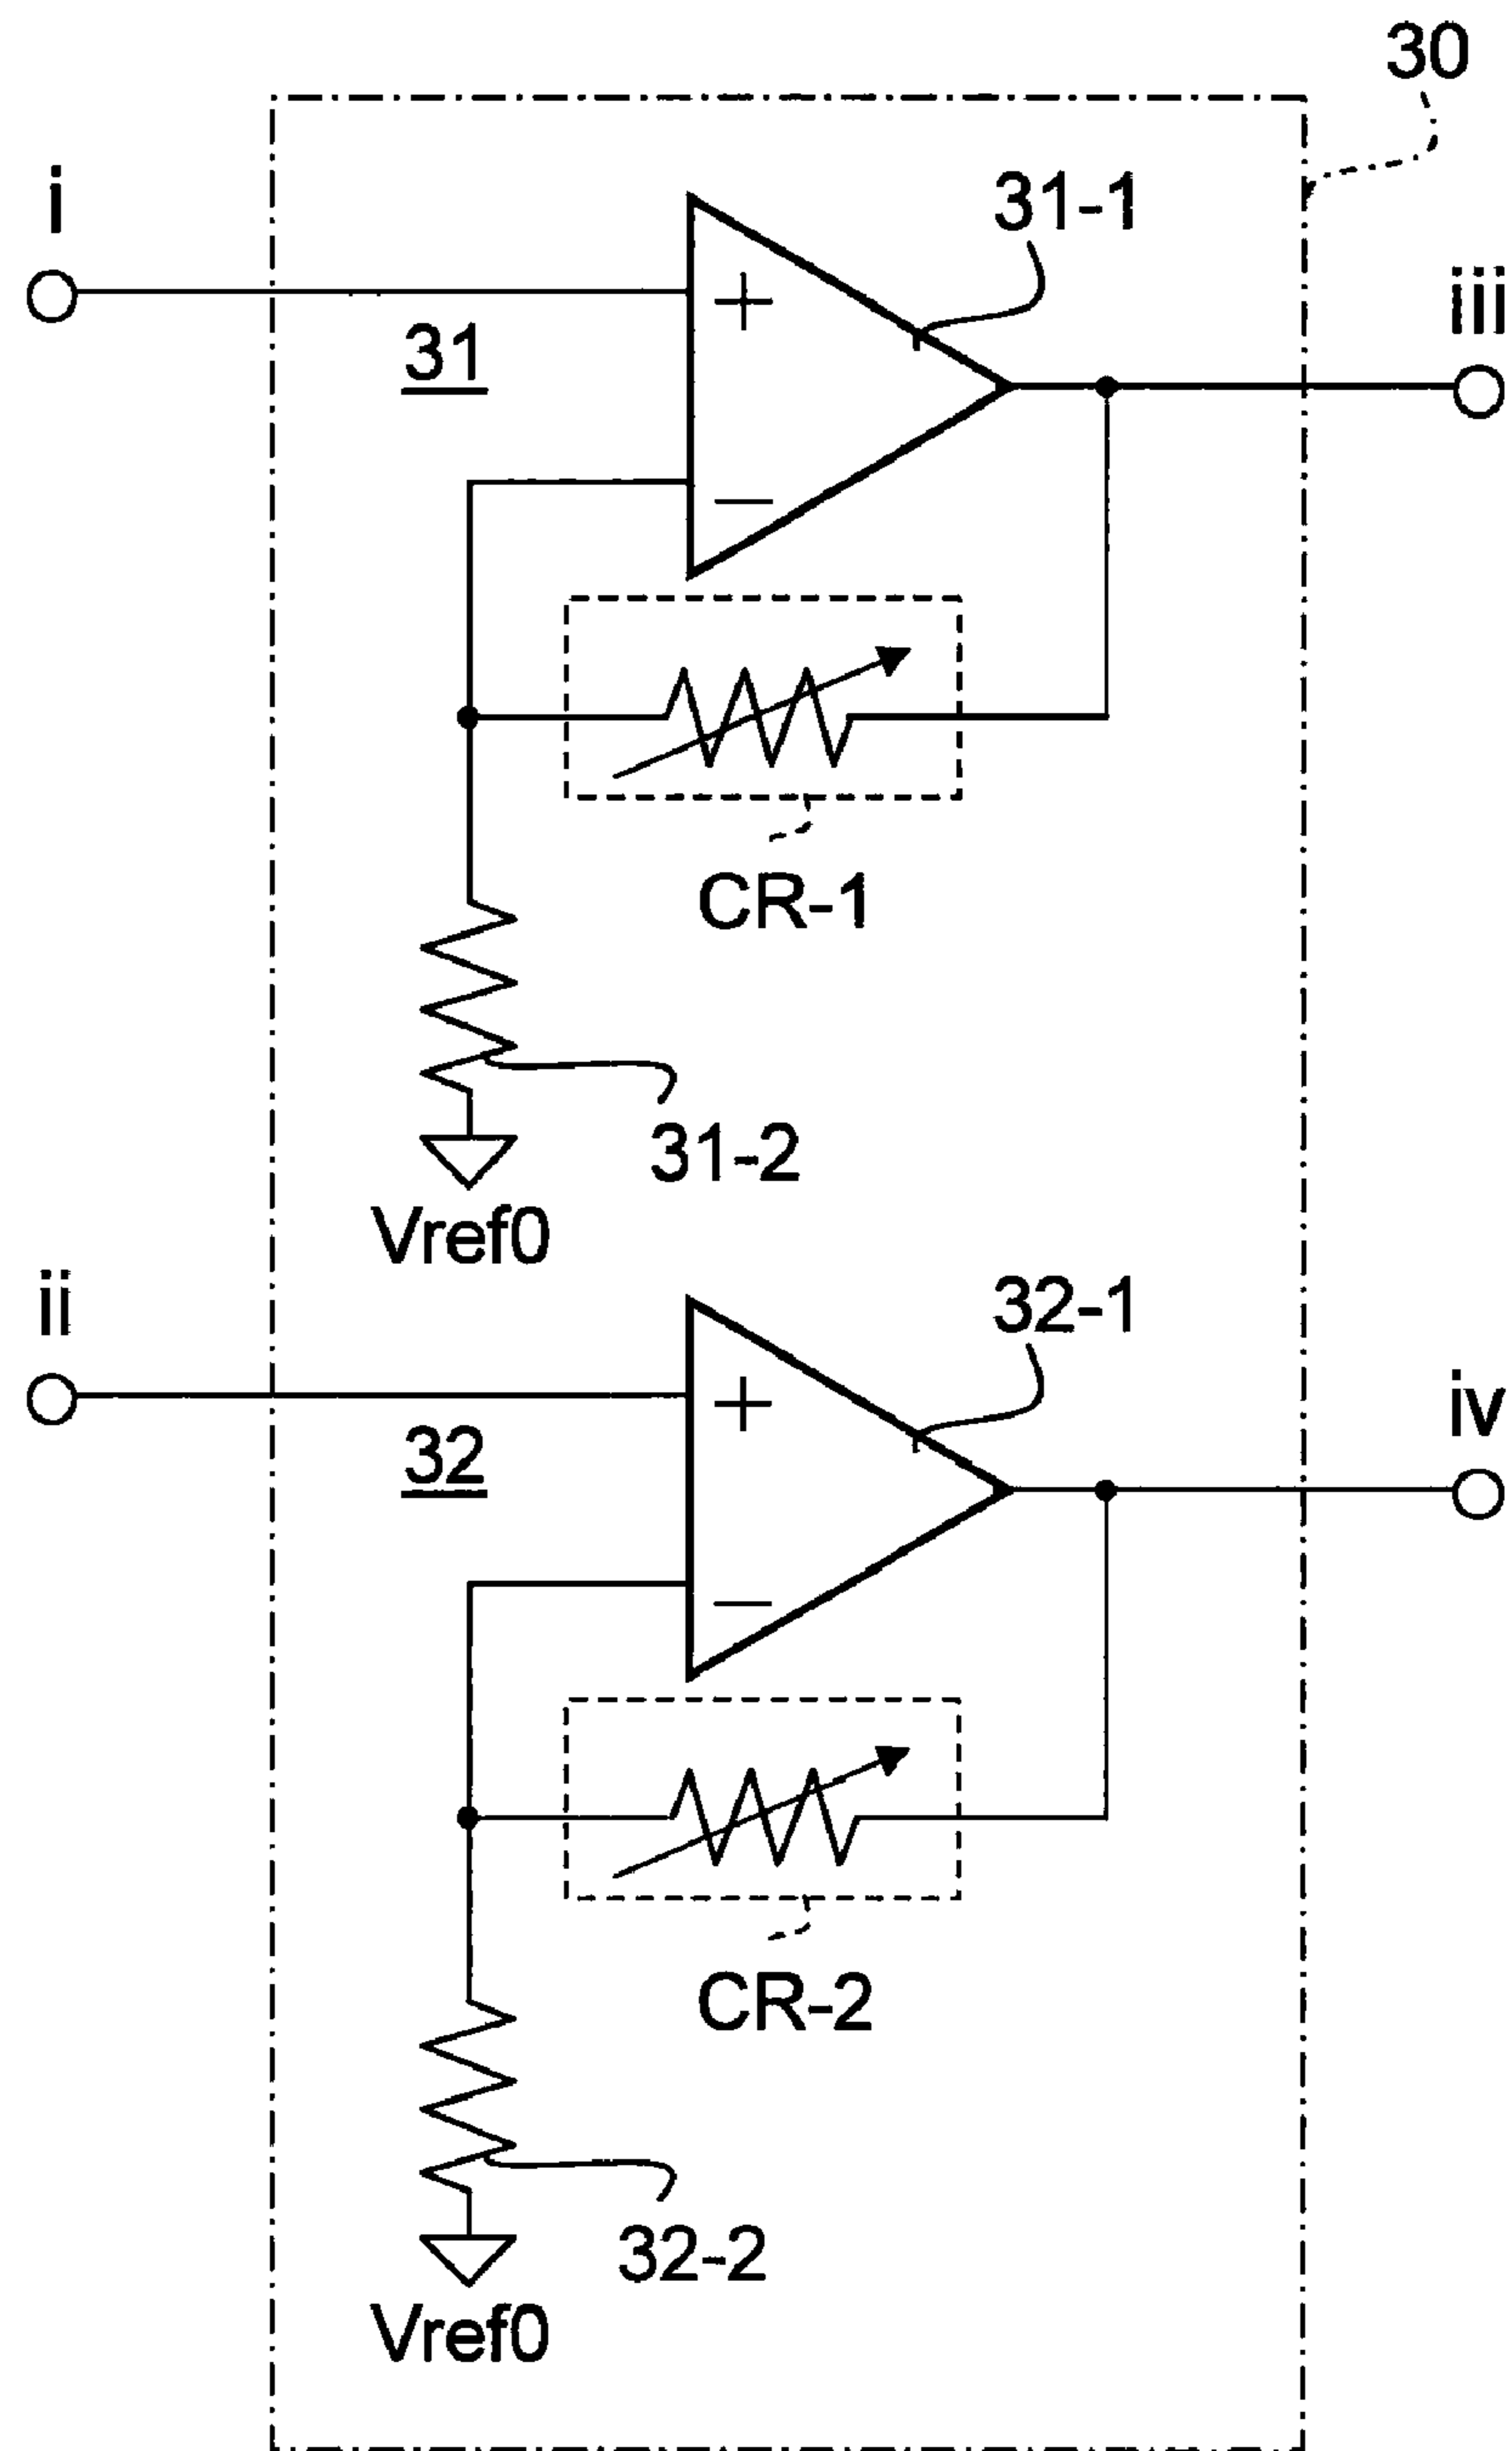 30
i
31-1
iii
31
+
−
CR-1
31-2
Vref0
ii
32-1
iv
32
+
−
CR-2
32-2
Vref0